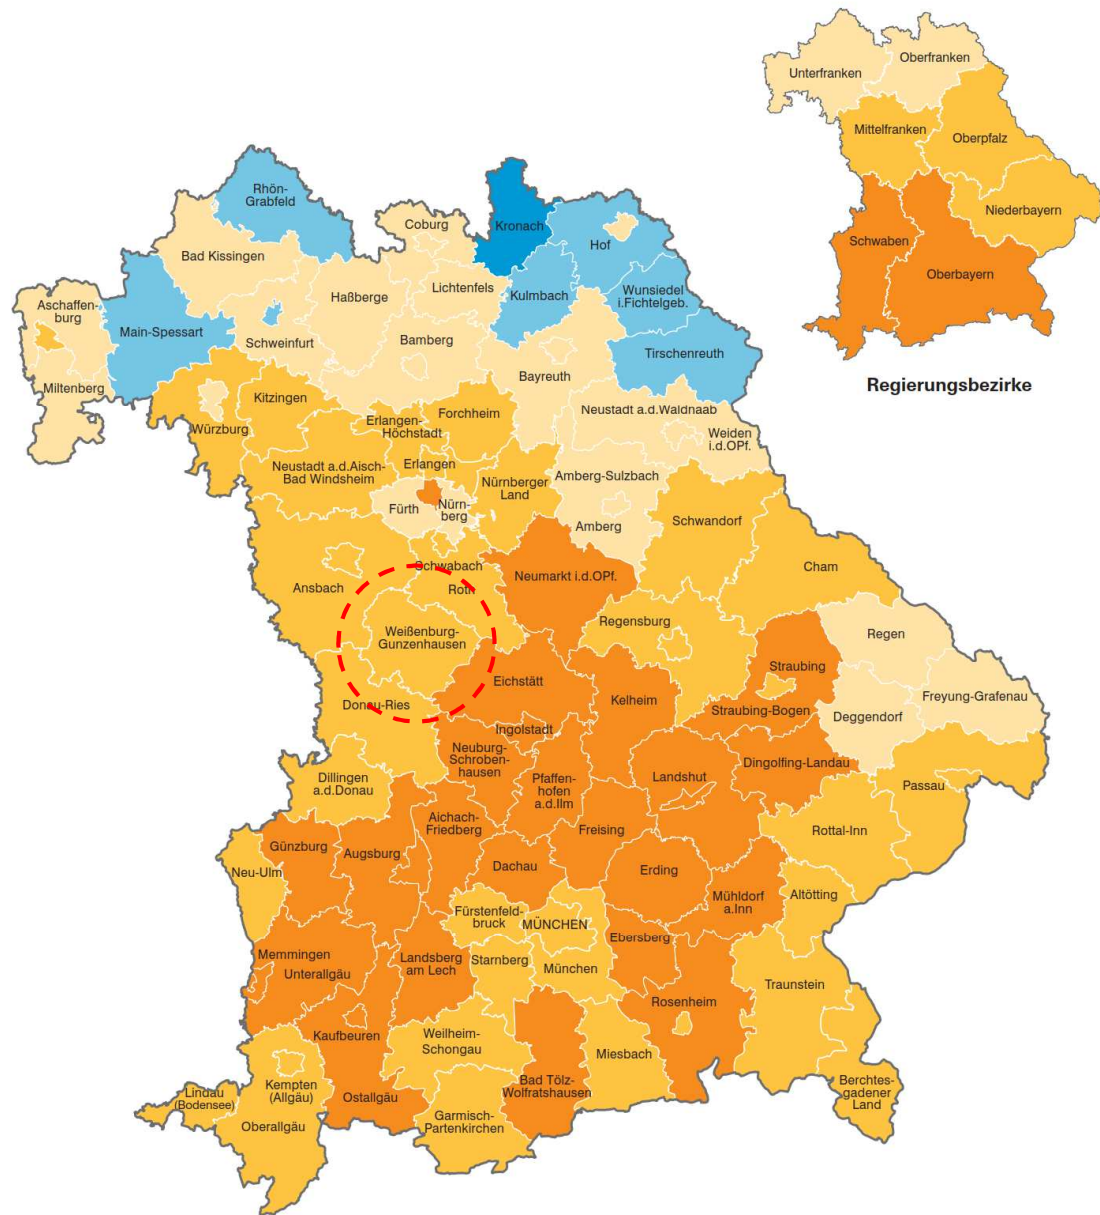 Oberfranken
Unterfranken
Mittelfranken
Oberpfalz
Niederbayern
Schwaben
Oberbayern
Regierungsbezirke
Rhön-
Grabfeld
Coburg
Kronach
Hof
Bad Kissingen
Lichtenfels
Kulmbach
Wunsiedel
i.Fichtelgeb.
Haßberge
Aschaffen-
burg
Main-Spessart
Schweinfurt
Bamberg
Tirschenreuth
Bayreuth
Miltenberg
Kitzingen
Neustadt a.d.Waldnaab
Würzburg
Erlangen-
Höchstadt
Forchheim
Weiden
i.d.OPf.
Neustadt a.d.Aisch-
Bad Windsheim
Erlangen
Nürnberger
Land
Amberg-Sulzbach
Fürth
Nürn-
berg
Amberg
Schwandorf
Schwabach
Neumarkt i.d.OPf.
Cham
Ansbach
Roth
Weißenburg-
Gunzenhausen
Regensburg
Regen
Straubing
Eichstätt
Kelheim
Freyung-Grafenau
Donau-Ries
Straubing-Bogen
Deggendorf
Ingolstadt
Neuburg-
Schroben-
hausen
Dingolfing-Landau
Dillingen
a.d.Donau
Pfaffen-
hofen
a.d.Ilm
Landshut
Passau
Aichach-
Friedberg
Freising
Rottal-Inn
Günzburg
Augsburg
Neu-Ulm
Dachau
Erding
Mühldorf
a.Inn
Altötting
Fürstenfeld-
bruck
MÜNCHEN
Ebersberg
Memmingen
Unterallgäu
Landsberg
am Lech
Starnberg
München
Traunstein
Rosenheim
Kaufbeuren
Weilheim-
Schongau
Miesbach
Bad Tölz-
Wolfratshausen
Berchtes-
gadener
Land
Lindau
(Bodensee)
Kempten
(Allgäu)
Ostallgäu
Oberallgäu
Garmisch-
Partenkirchen